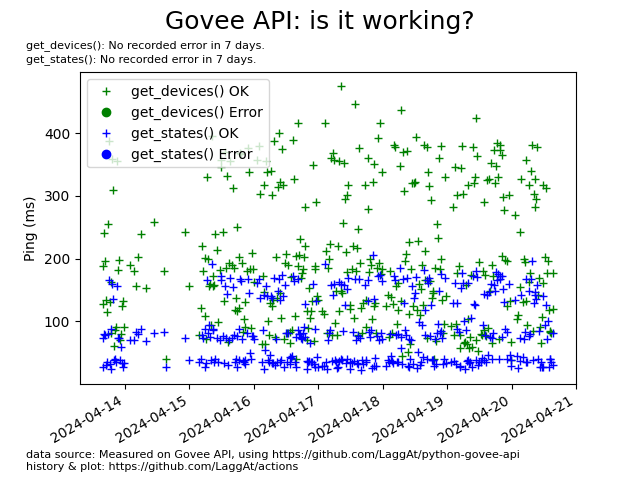 Govee API: is it working?
get_devices(): No recorded error in 7 days.
get_states(): No recorded error in 7 days.
get_devices() OK
get_devices() Error
get_states() OK
get_states() Error
Ping (ms)
400
300
200
100
2024-04-14
2024-04-15
2024-04-16
2024-04-17
2024-04-18
2024-04-19
2024-04-20
2024-04-21
data source: Measured on Govee API, using https://github.com/LaggAt/python-govee-api
history & plot: https://github.com/LaggAt/actions